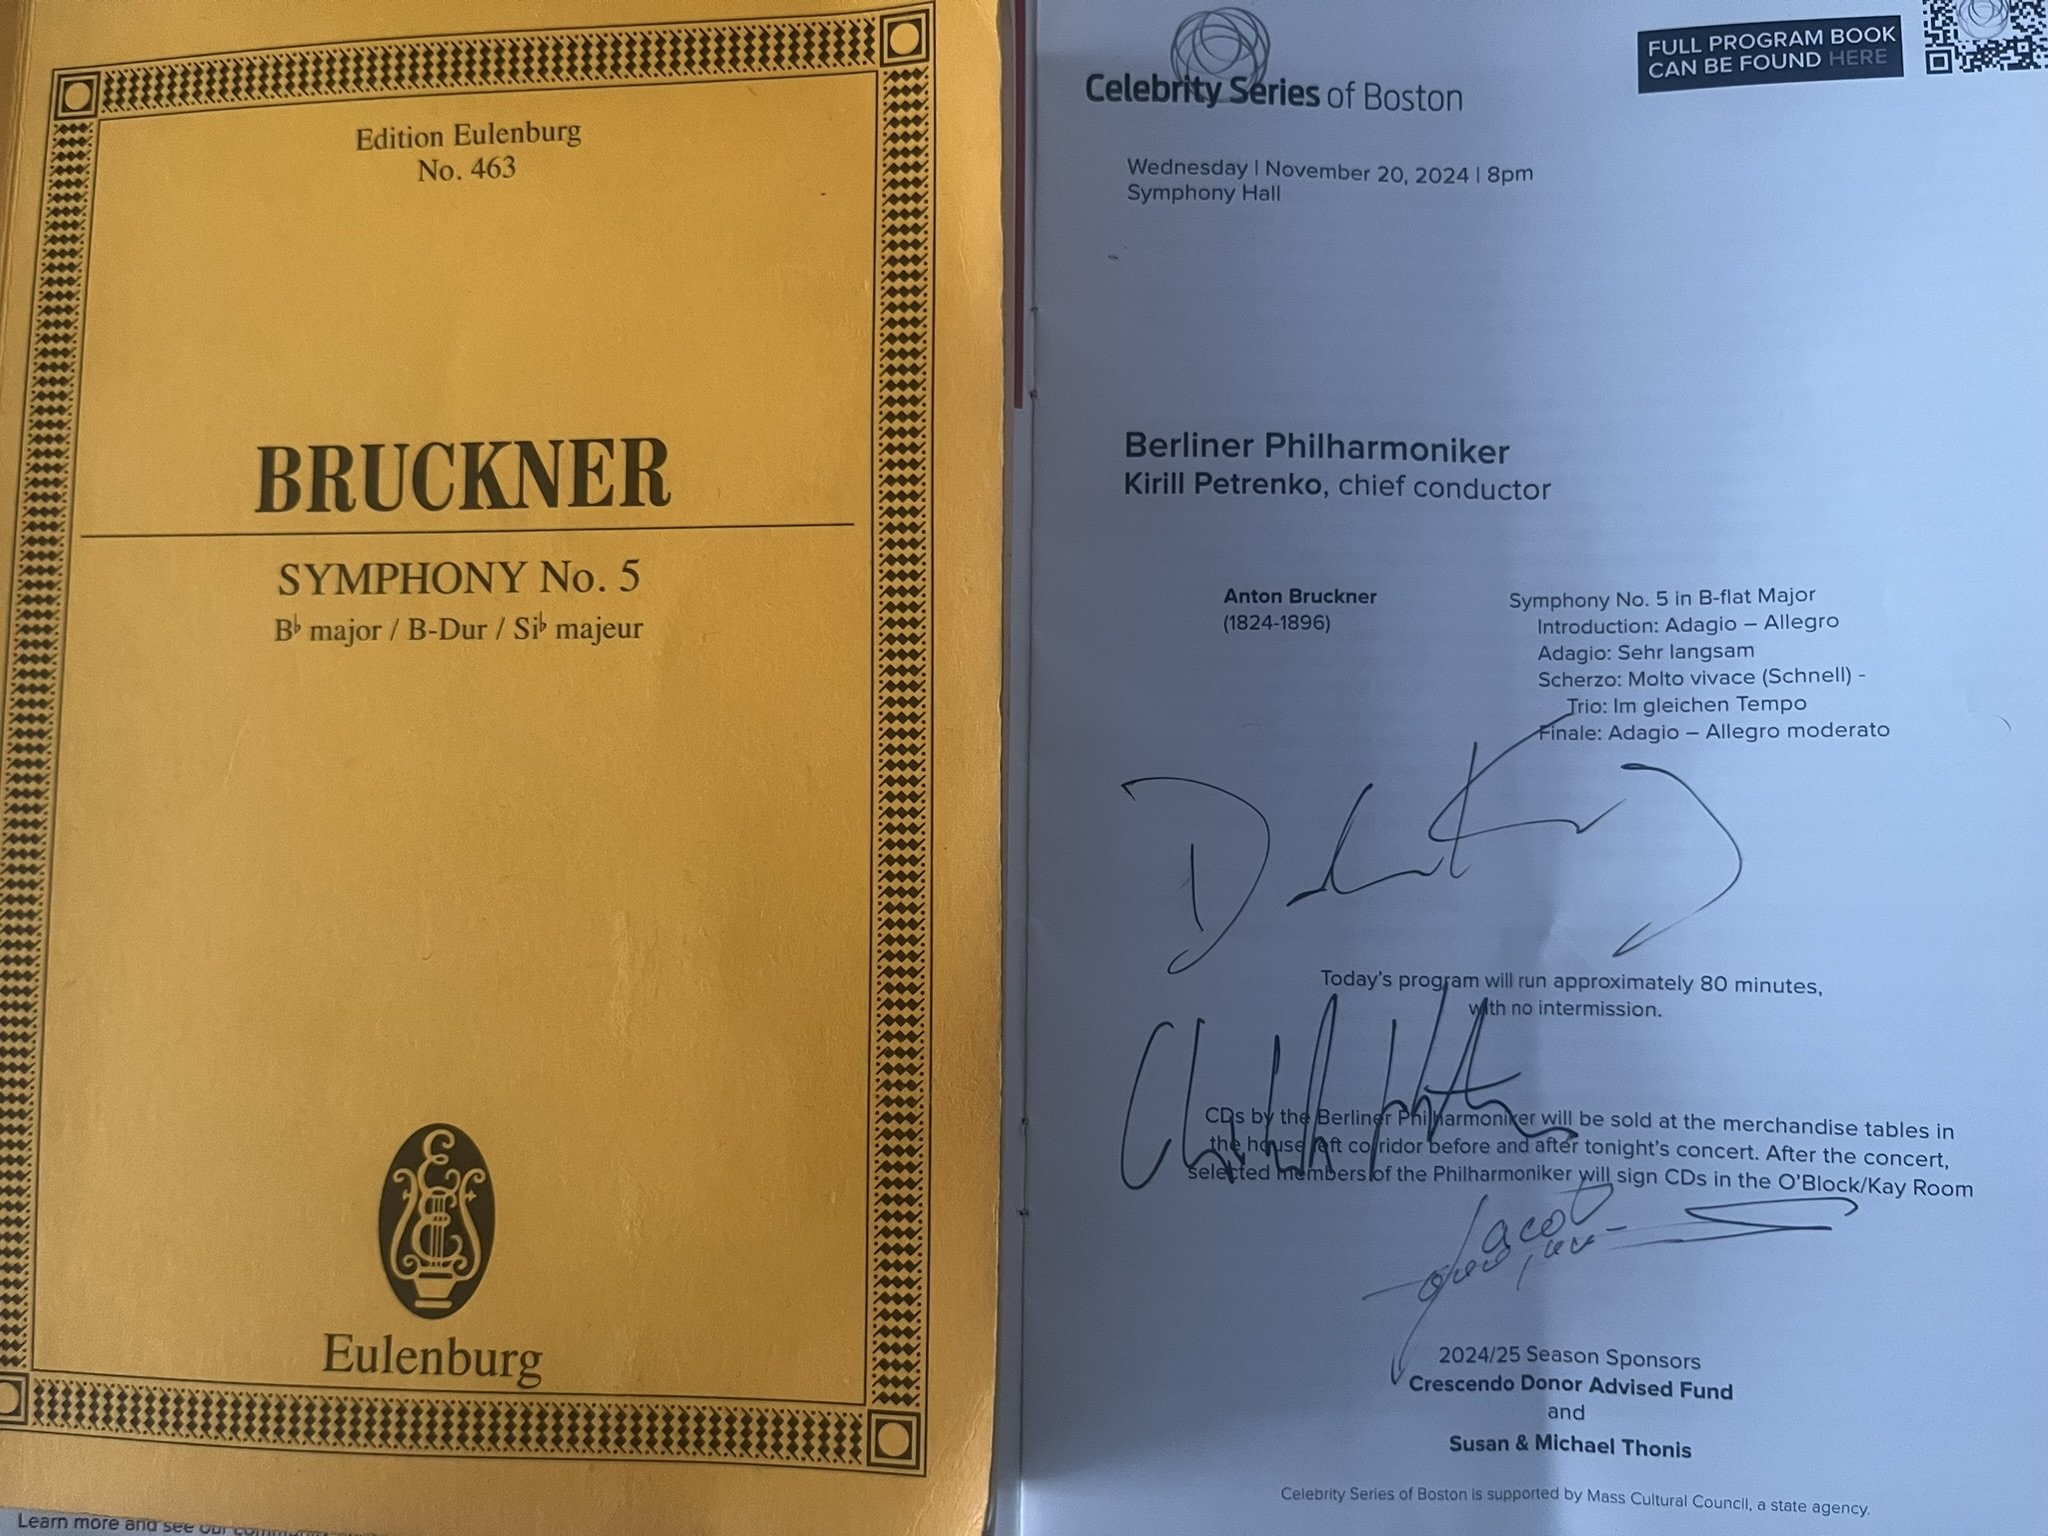 Edition Eulenburg
No. 463
BRUCKNER
SYMPHONY No. 5
B♭ major / B-Dur / Si♭ majeur
Eulenburg
Learn more and see our
Celebrity Series of Boston
FULL PROGRAM BOOK
CAN BE FOUND HERE
Wednesday | November 20, 2024 | 8pm
Symphony Hall
Berliner Philharmoniker
Kirill Petrenko, chief conductor
Anton Bruckner
(1824-1896)
Symphony No. 5 in B-flat Major
Introduction: Adagio – Allegro
Adagio: Sehr langsam
Scherzo: Molto vivace (Schnell) -
Trio: Im gleichen Tempo
Finale: Adagio – Allegro moderato
Today's program will run approximately 80 minutes,
with no intermission.
CDs by the Berliner Philharmoniker will be sold at the merchandise tables in
the house left corridor before and after tonight's concert. After the concert,
selected members of the Philharmoniker will sign CDs in the O'Block/Kay Room
Jacob
2024/25 Season Sponsors
Crescendo Donor Advised Fund
and
Susan & Michael Thonis
Celebrity Series of Boston is supported by Mass Cultural Council, a state agency.